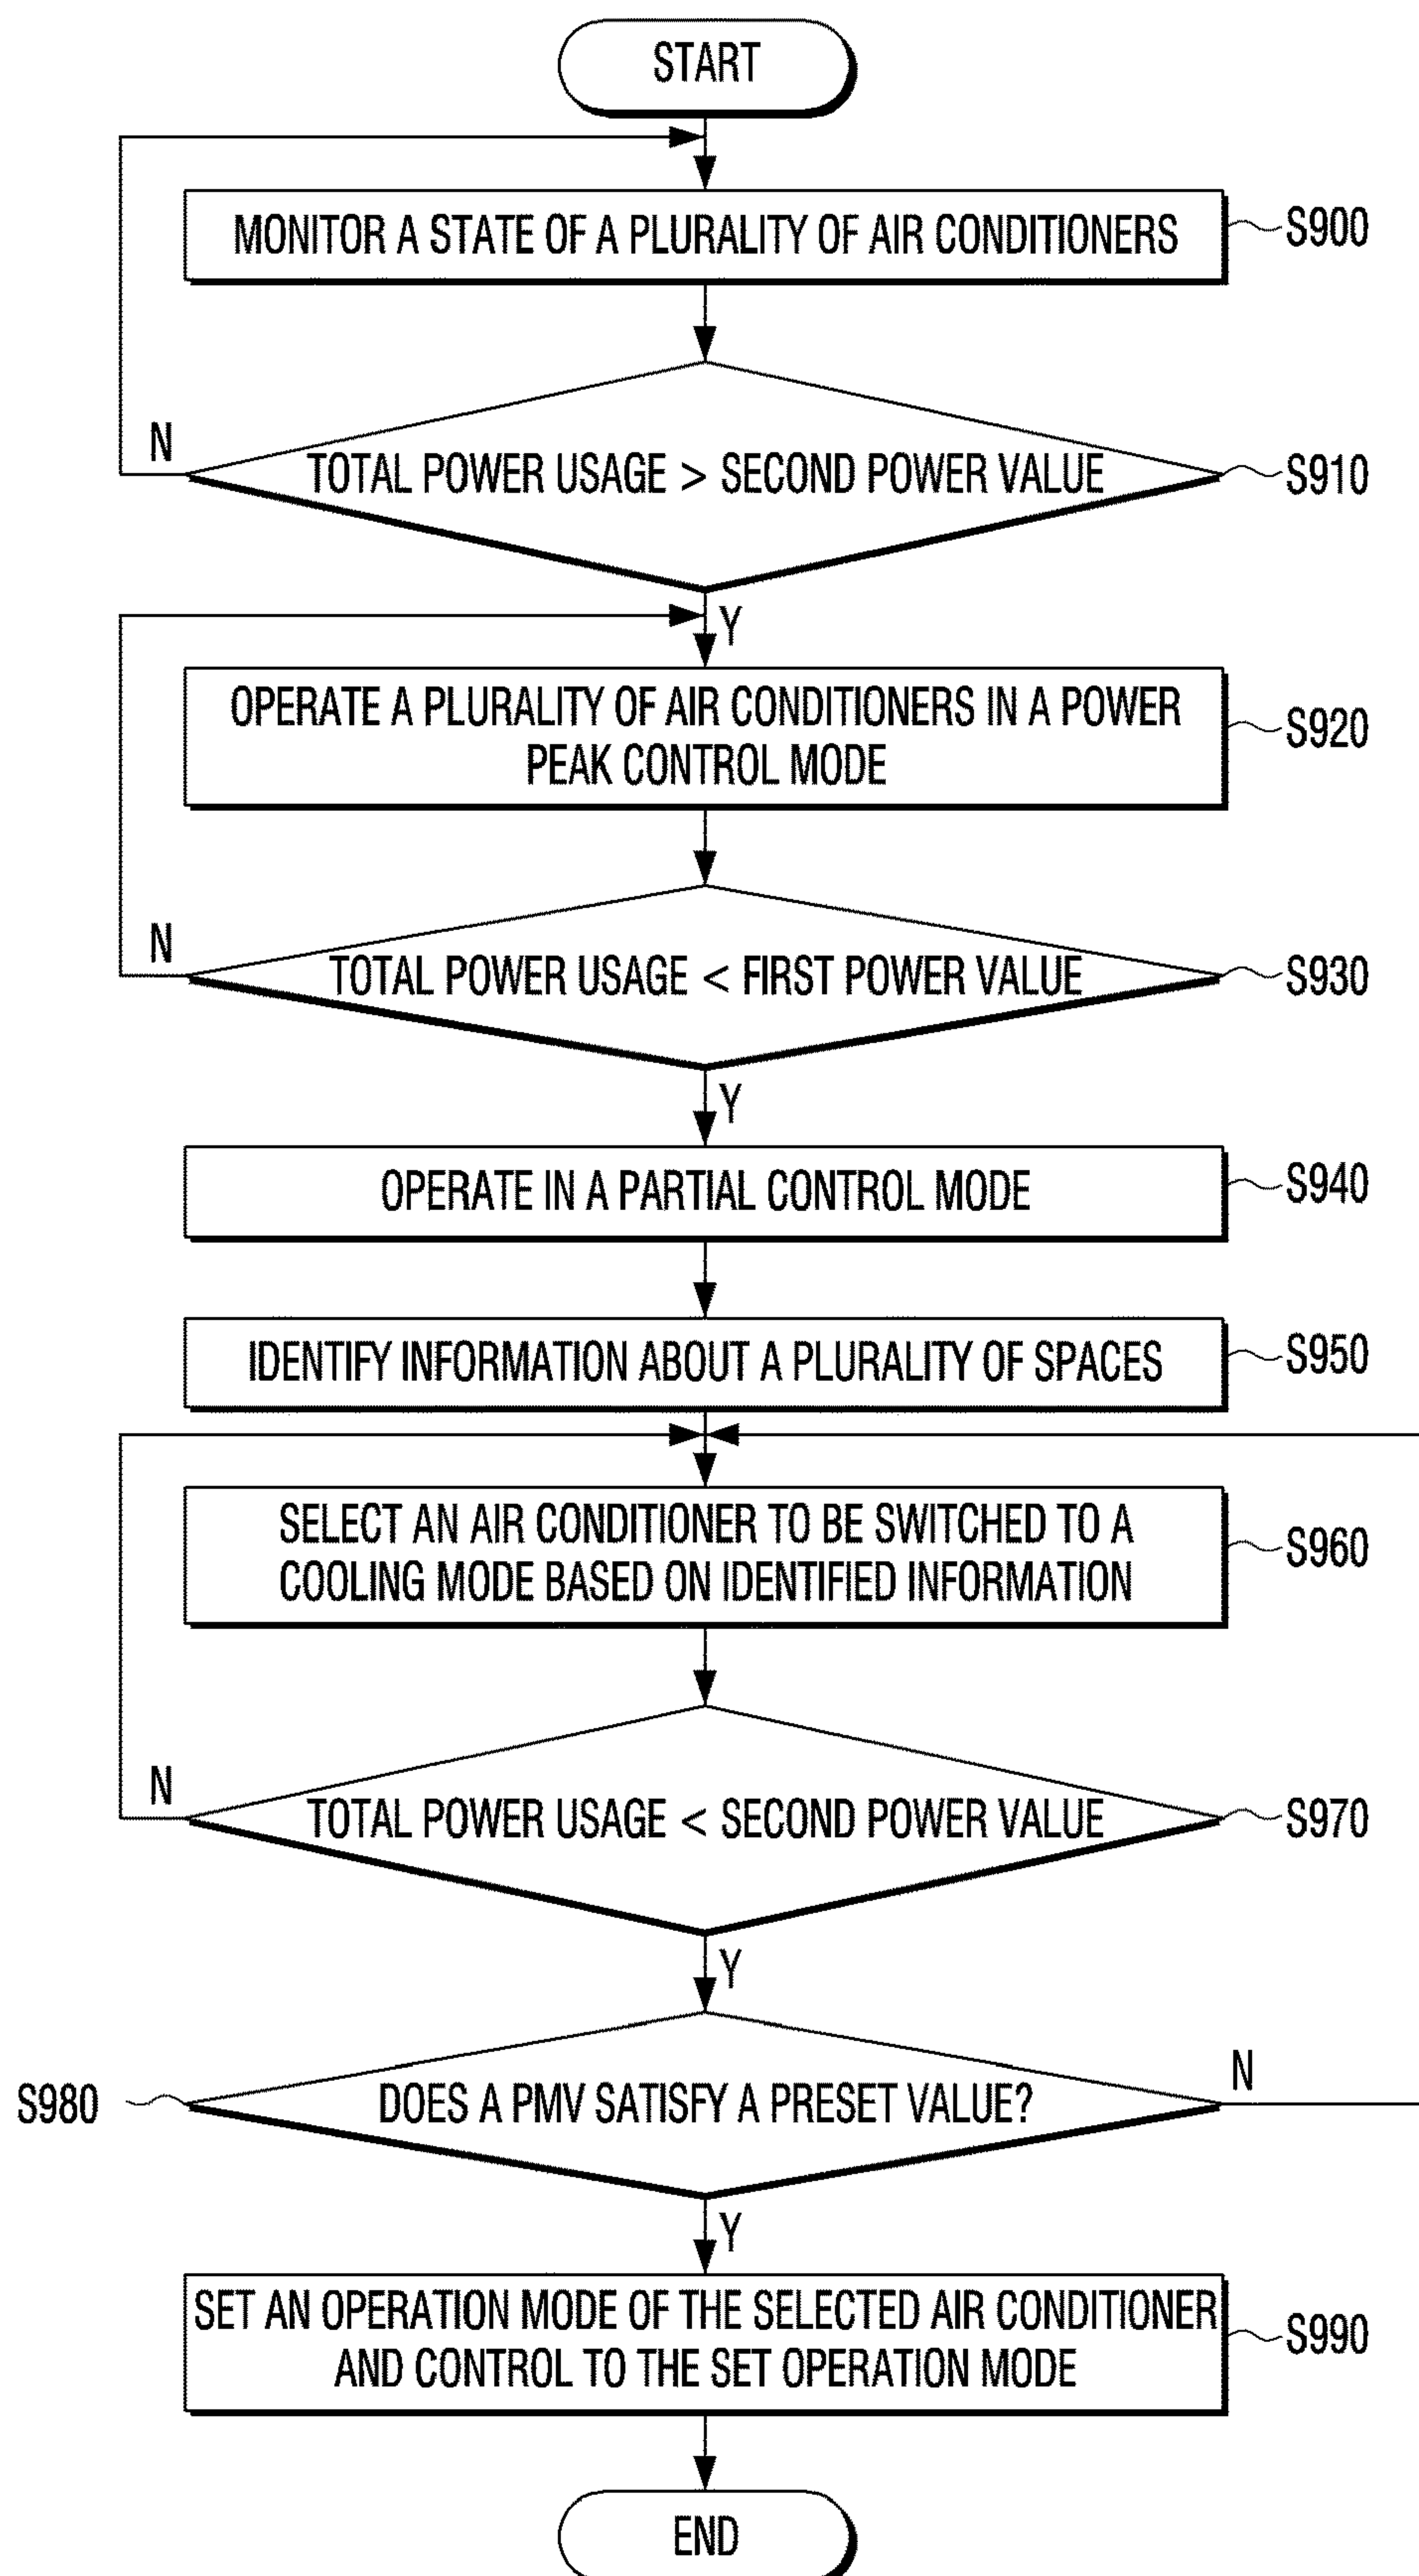 START
MONITOR A STATE OF A PLURALITY OF AIR CONDITIONERS
S900
N
TOTAL POWER USAGE > SECOND POWER VALUE
S910
Y
OPERATE A PLURALITY OF AIR CONDITIONERS IN A POWER
PEAK CONTROL MODE
S920
N
TOTAL POWER USAGE < FIRST POWER VALUE
S930
Y
OPERATE IN A PARTIAL CONTROL MODE
S940
IDENTIFY INFORMATION ABOUT A PLURALITY OF SPACES
S950
SELECT AN AIR CONDITIONER TO BE SWITCHED TO A
COOLING MODE BASED ON IDENTIFIED INFORMATION
S960
N
TOTAL POWER USAGE < SECOND POWER VALUE
S970
Y
S980
DOES A PMV SATISFY A PRESET VALUE?
N
Y
SET AN OPERATION MODE OF THE SELECTED AIR CONDITIONER
AND CONTROL TO THE SET OPERATION MODE
S990
END